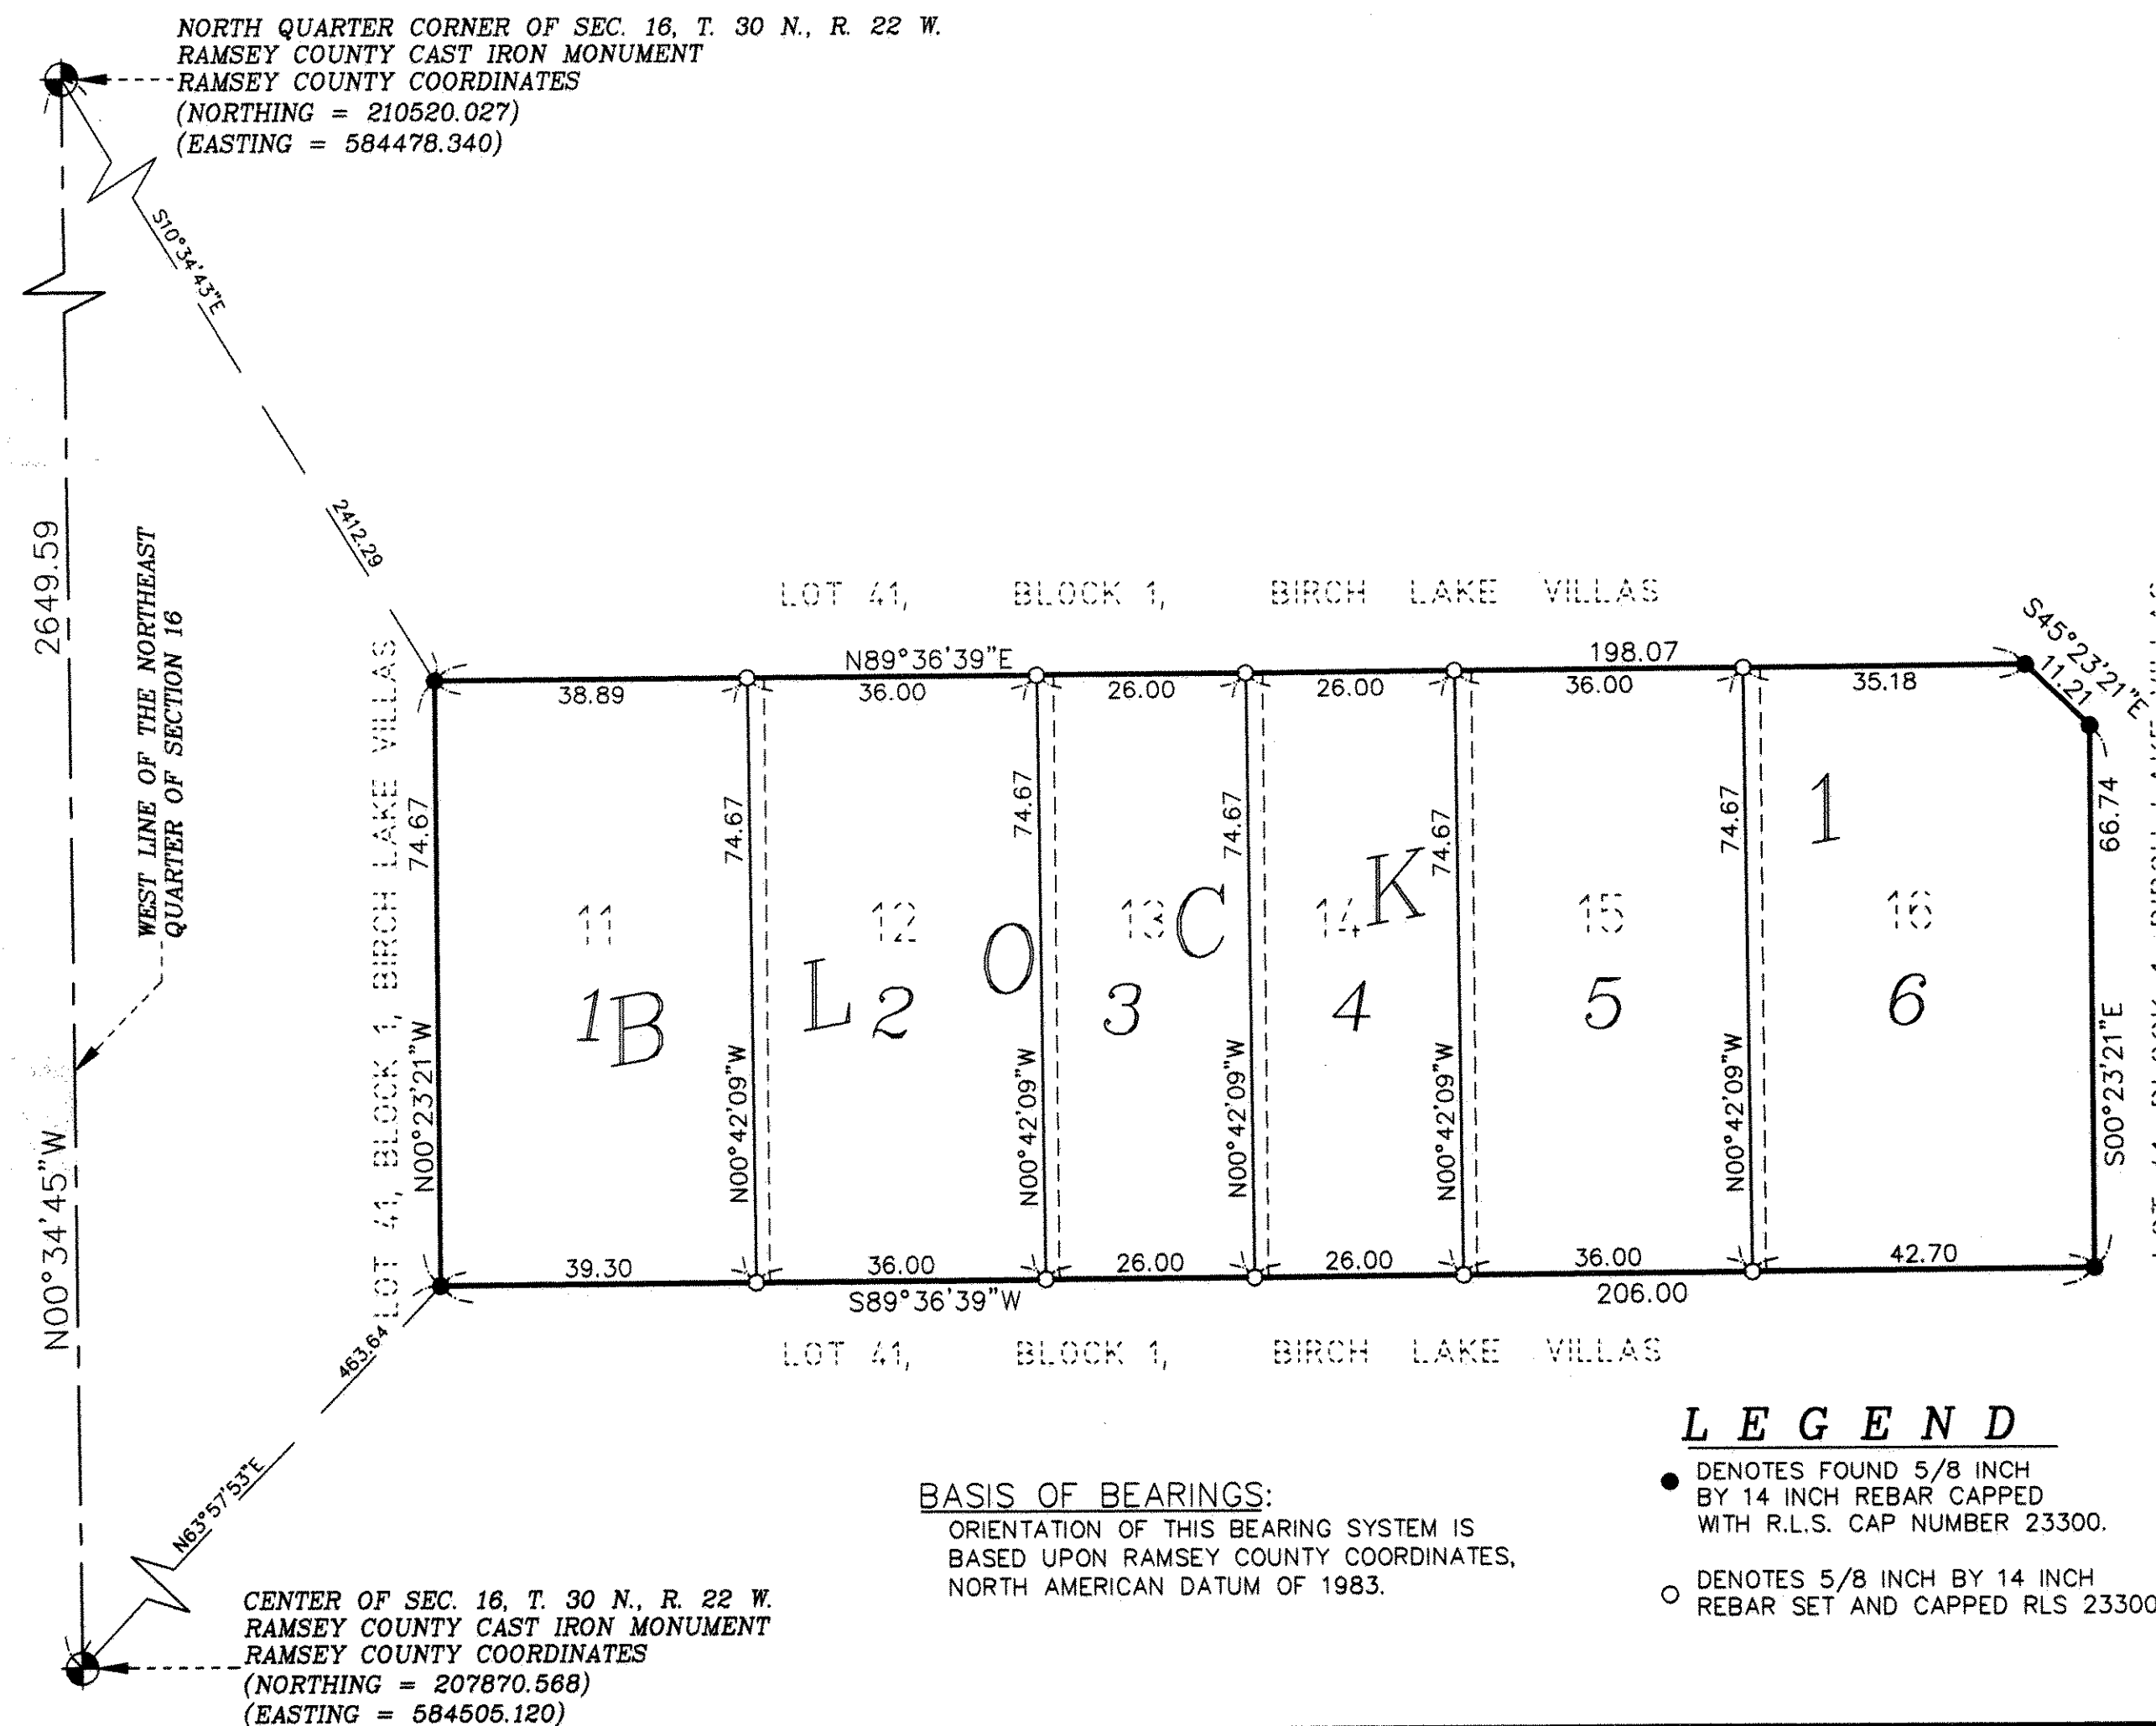 NORTH QUARTER CORNER OF SEC. 16, T. 30 N., R. 22 W.
RAMSEY COUNTY CAST IRON MONUMENT
RAMSEY COUNTY COORDINATES
(NORTHING = 210520.027)
(EASTING = 584478.340)
S10°34'43"E
2412.29
2649.59
N00°34'45"W
WEST LINE OF THE NORTHEAST
QUARTER OF SECTION 16
LOT 41, BLOCK 1, BIRCH LAKE VILLAS
LOT 41, BLOCK 1, BIRCH LAKE VILLAS
N89°36'39"E
198.07
38.89
36.00
26.00
26.00
36.00
35.18
S45°23'21"E
11.21
74.67
74.67
74.67
74.67
74.67
74.67
66.74
BLOCK 1
11
12
13
14
15
16
1
2
3
4
5
6
N00°23'21"W
N00°42'09"W
N00°42'09"W
N00°42'09"W
N00°42'09"W
N00°42'09"W
S00°23'21"E
39.30
36.00
26.00
26.00
36.00
42.70
S89°36'39"W
206.00
LOT 41, BLOCK 1, BIRCH LAKE VILLAS
463.64
N63°57'53"E
CENTER OF SEC. 16, T. 30 N., R. 22 W.
RAMSEY COUNTY CAST IRON MONUMENT
RAMSEY COUNTY COORDINATES
(NORTHING = 207870.568)
(EASTING = 584505.120)
BASIS OF BEARINGS:
ORIENTATION OF THIS BEARING SYSTEM IS
BASED UPON RAMSEY COUNTY COORDINATES,
NORTH AMERICAN DATUM OF 1983.
LEGEND
DENOTES FOUND 5/8 INCH
BY 14 INCH REBAR CAPPED
WITH R.L.S. CAP NUMBER 23300.
DENOTES 5/8 INCH BY 14 INCH
REBAR SET AND CAPPED RLS 23300